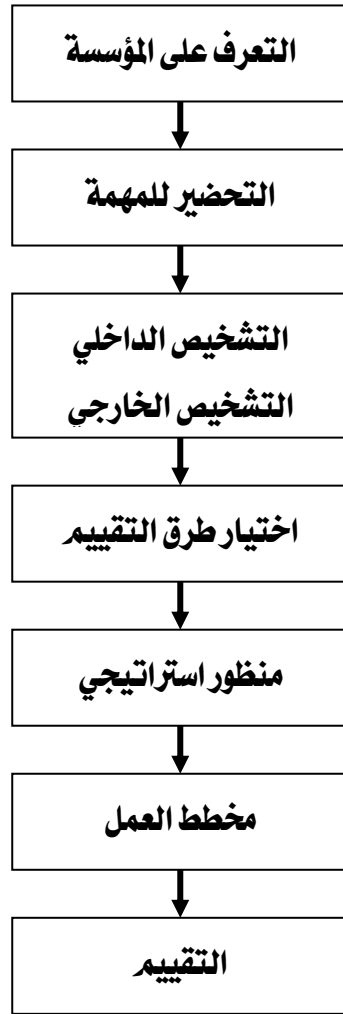 التعرف على المؤسسة
التحضير للمهمة
التشخيص الداخلي
التشخيص الخارجي
اختيار طرق التقييم
منظور استراتيجي
مخطط العمل
التقييم